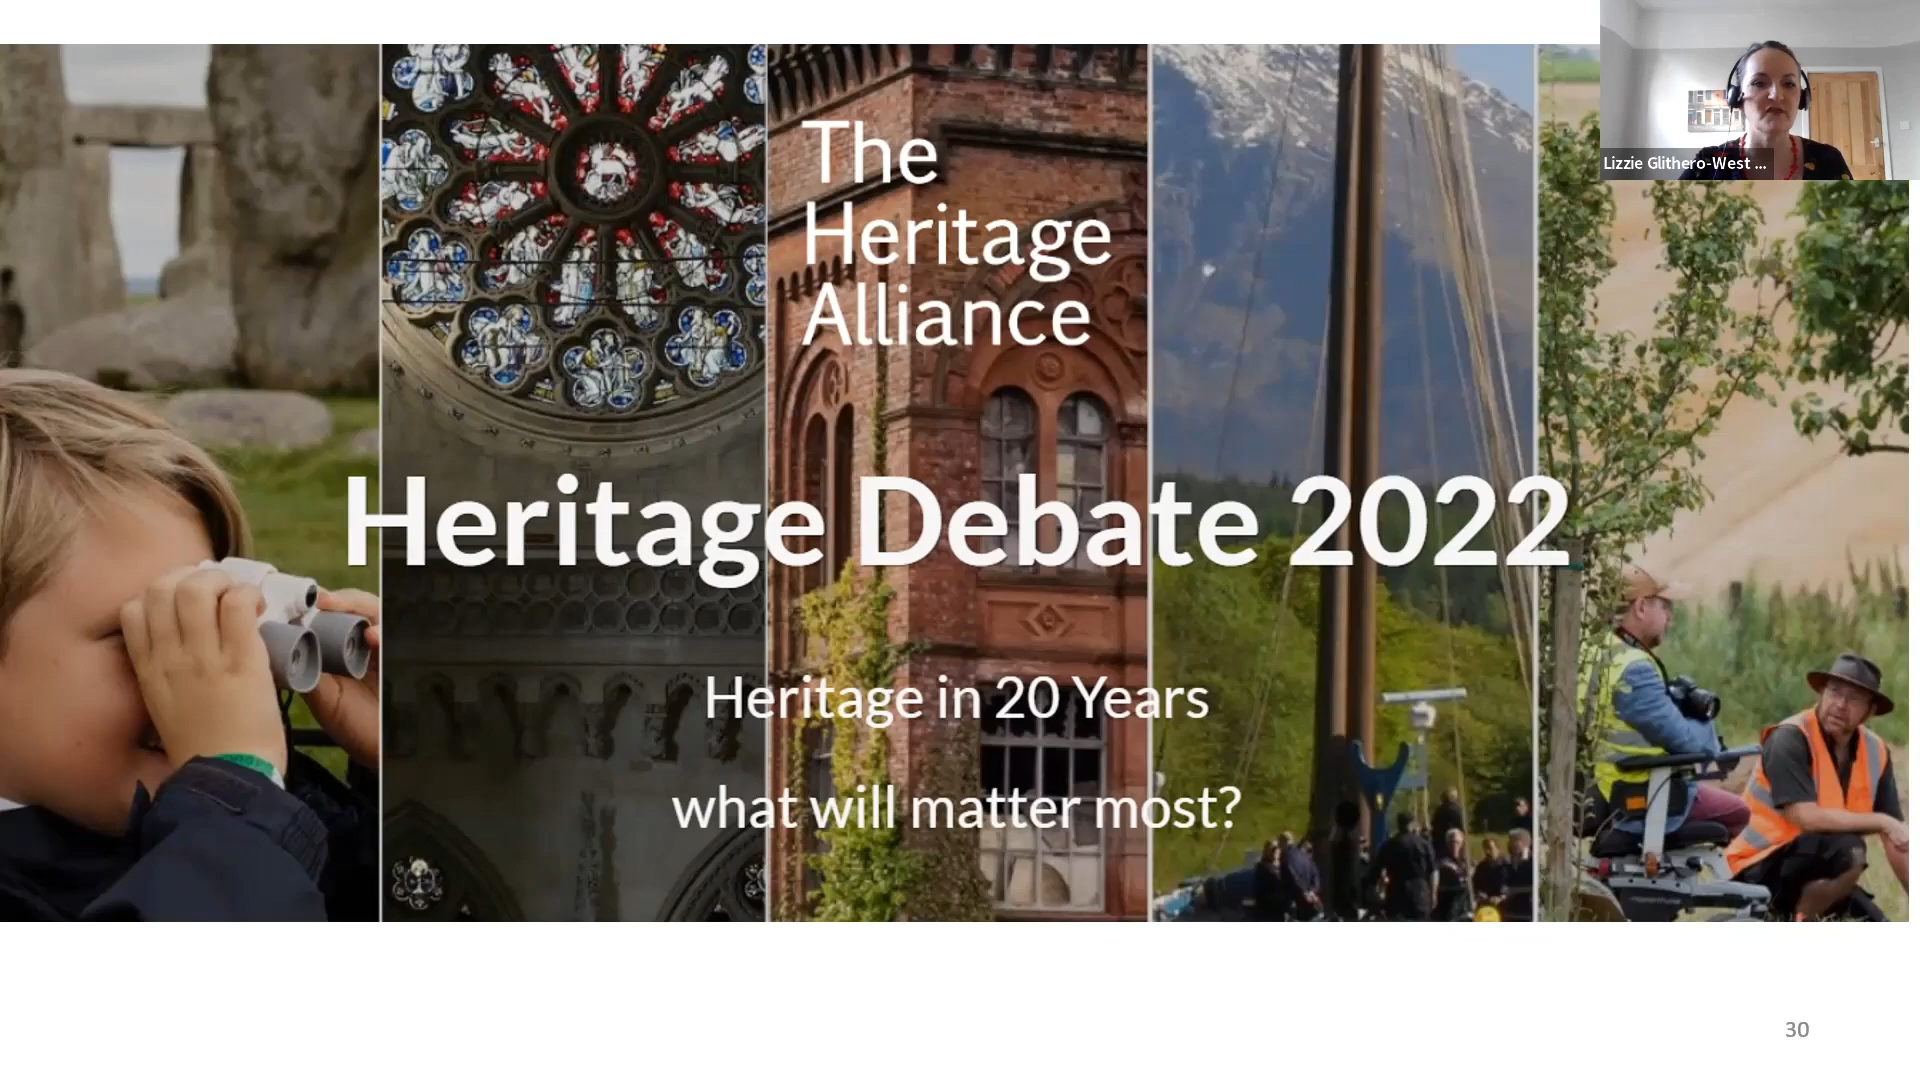 Lizzie Glithero-West ...
The
Heritage
Alliance
Heritage Debate 2022
Heritage in 20 Years
what will matter most?
30